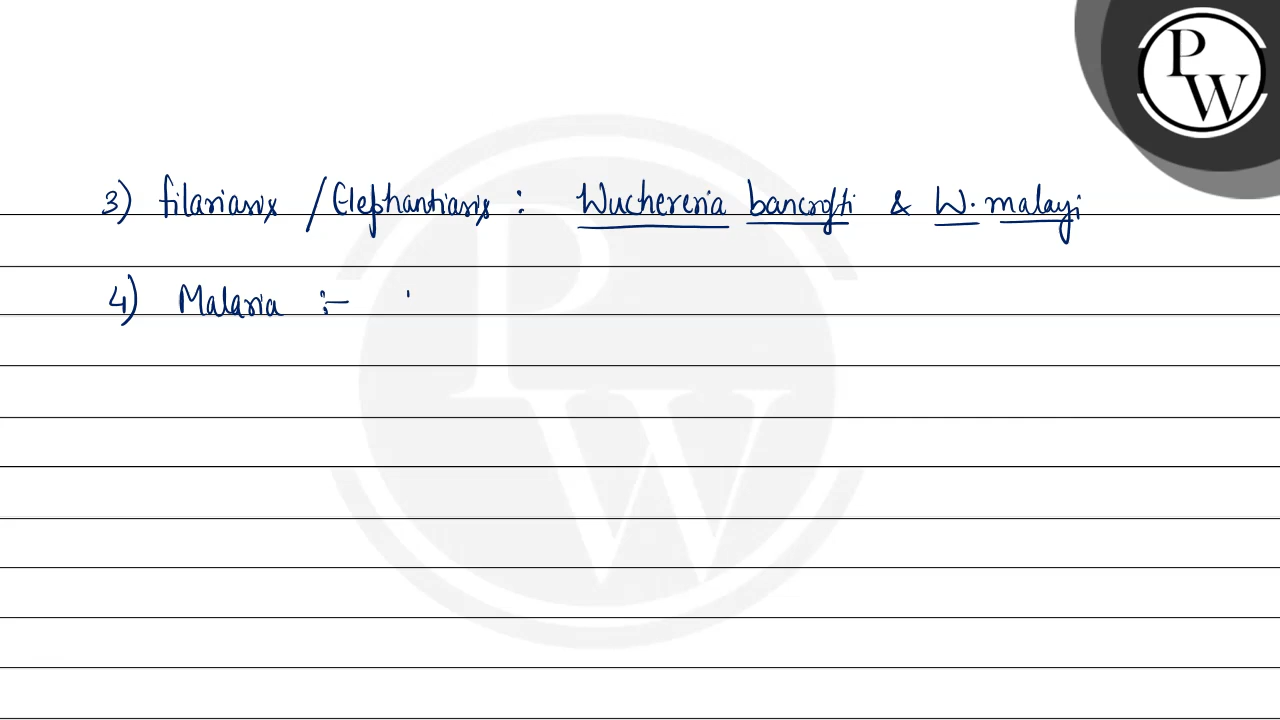 PW
3) filariasis / Elephantiasis : Wuchereria bancrofti & W. malayi
4) Malaria :-